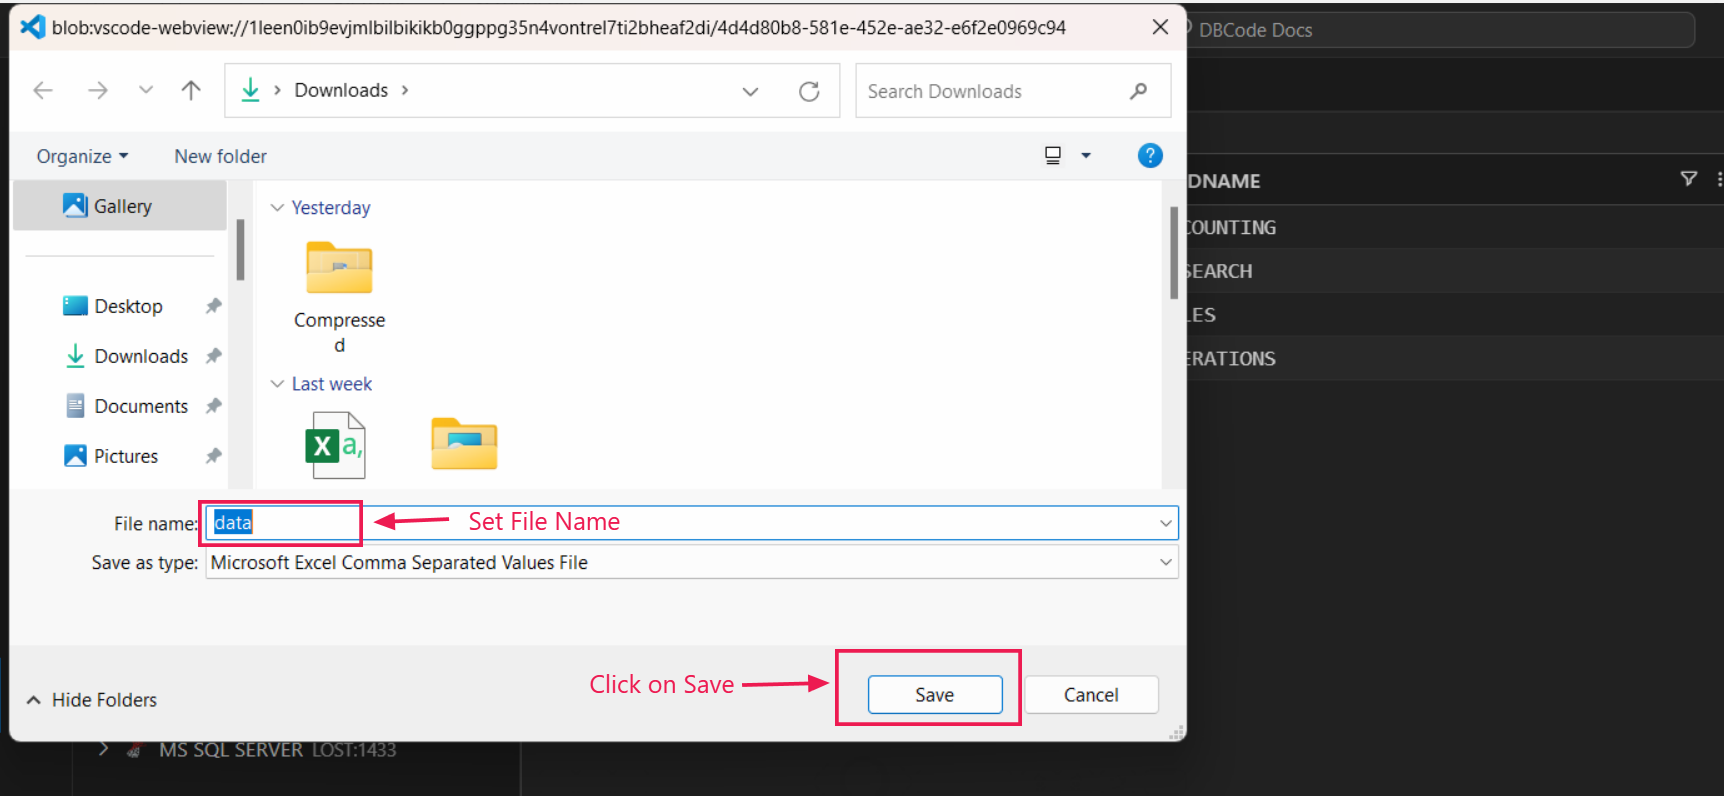 blob:vscode-webview://1leen0ib9evjmlbilbikikb0ggppg35n4vontrel7ti2bheaf2di/4d4d80b8-581e-452e-ae32-e6f2e0969c94
DBCode Docs
Downloads
Search Downloads
Organize
New folder
?
Gallery
Desktop
Downloads
Documents
Pictures
Yesterday
Compresse
d
Last week
X a,
DNAME
COUNTING
SEARCH
LES
ERATIONS
File name: data
Set File Name
Save as type: Microsoft Excel Comma Separated Values File
Click on Save
Save
Cancel
Hide Folders
MS SQL SERVER LOST:1433